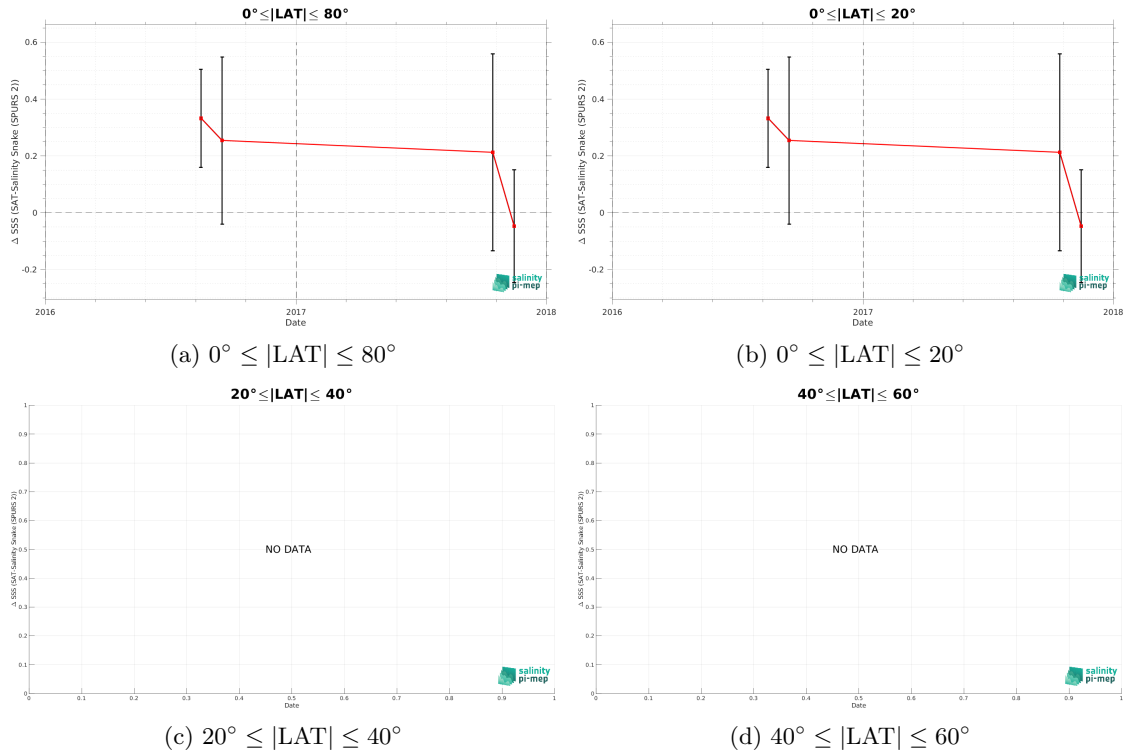 0°≤|LAT|≤ 80°
Δ SSS (SAT-Salinity Snake (SPURS 2))
0.6
0.4
0.2
0
-0.2
2016
2017
2018
Date
salinity
pi-mep
(a) 0° ≤ |LAT| ≤ 80°
0°≤|LAT|≤ 20°
Δ SSS (SAT-Salinity Snake (SPURS 2))
0.6
0.4
0.2
0
-0.2
2016
2017
2018
Date
salinity
pi-mep
(b) 0° ≤ |LAT| ≤ 20°
20°≤|LAT|≤ 40°
Δ SSS (SAT-Salinity Snake (SPURS 2))
1
0.9
0.8
0.7
0.6
0.5
0.4
0.3
0.2
0.1
0
NO DATA
0 0.1 0.2 0.3 0.4 0.5 0.6 0.7 0.8 0.9 1
Date
salinity
pi-mep
(c) 20° ≤ |LAT| ≤ 40°
40°≤|LAT|≤ 60°
Δ SSS (SAT-Salinity Snake (SPURS 2))
1
0.9
0.8
0.7
0.6
0.5
0.4
0.3
0.2
0.1
0
NO DATA
0 0.1 0.2 0.3 0.4 0.5 0.6 0.7 0.8 0.9 1
Date
salinity
pi-mep
(d) 40° ≤ |LAT| ≤ 60°